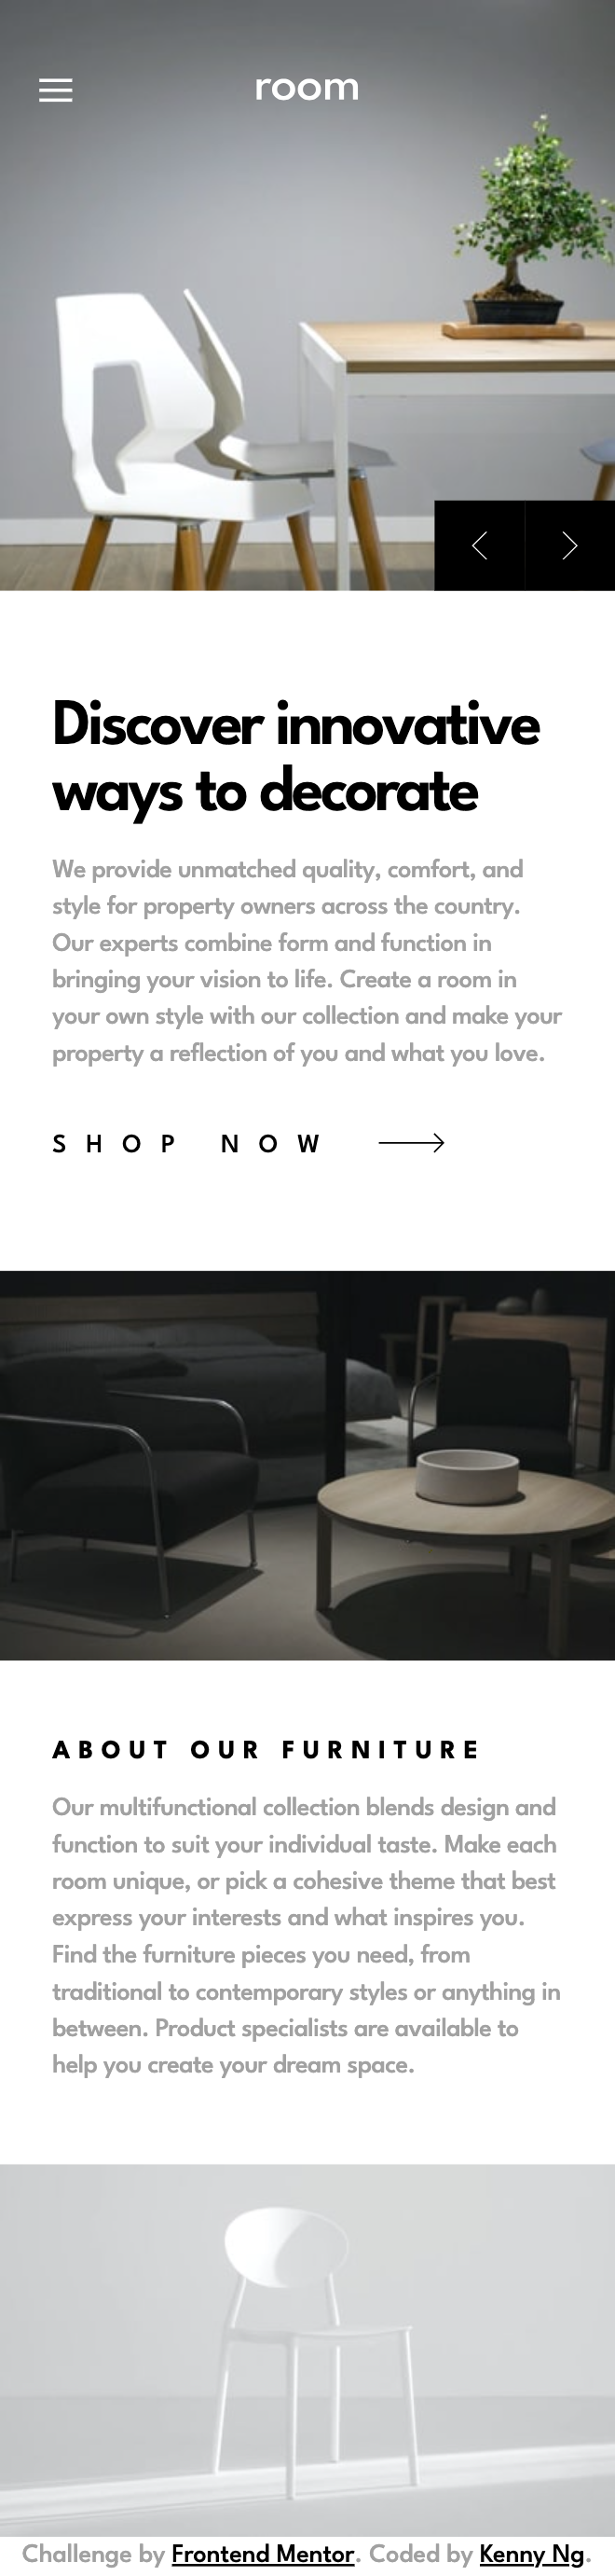 room
Discover innovative
ways to decorate
We provide unmatched quality, comfort, and
style for property owners across the country.
Our experts combine form and function in
bringing your vision to life. Create a room in
your own style with our collection and make your
property a reflection of you and what you love.
SHOP NOW
ABOUT OUR FURNITURE
Our multifunctional collection blends design and
function to suit your individual taste. Make each
room unique, or pick a cohesive theme that best
express your interests and what inspires you.
Find the furniture pieces you need, from
traditional to contemporary styles or anything in
between. Product specialists are available to
help you create your dream space.
Challenge by Frontend Mentor. Coded by Kenny Ng.